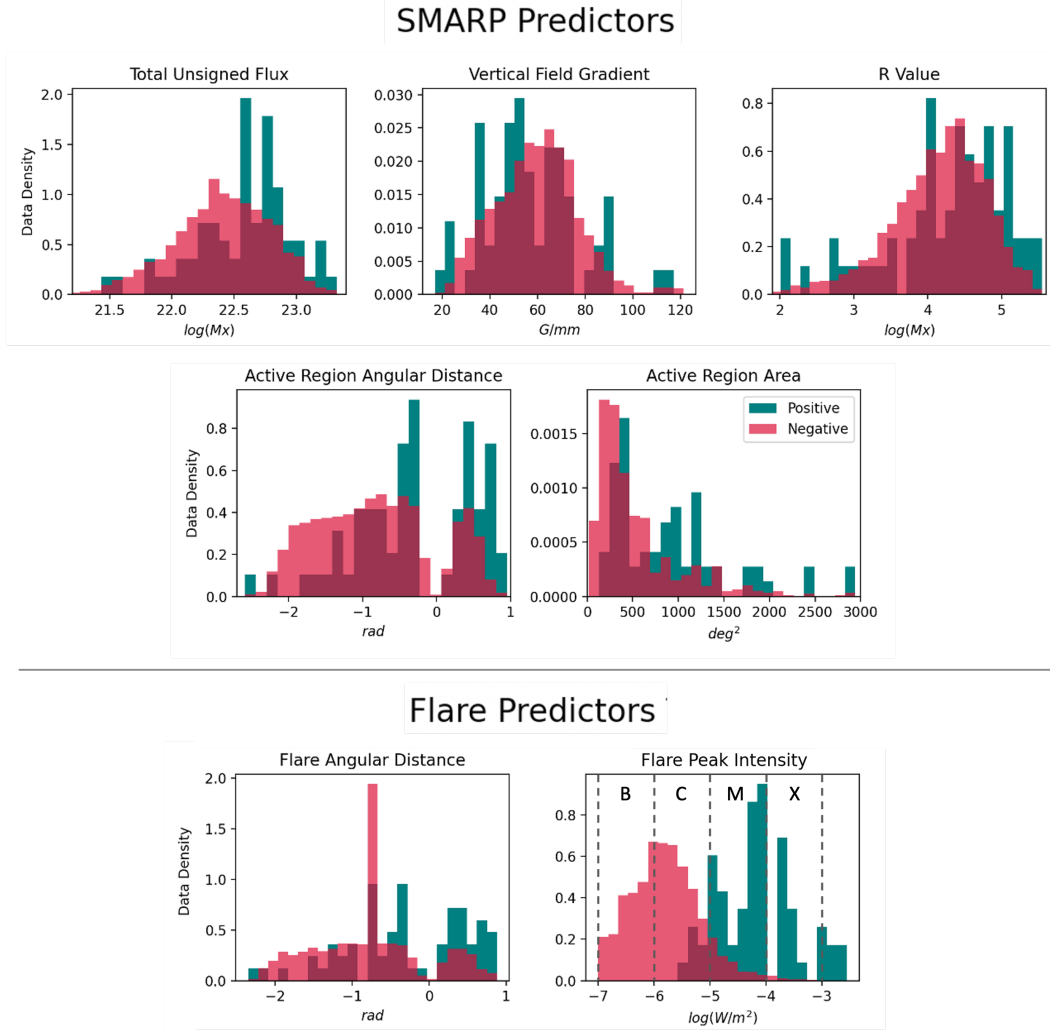 SMARP Predictors
Total Unsigned Flux
Vertical Field Gradient
R Value
Data Density
2.0
1.5
1.0
0.5
0.0
21.5 22.0 22.5 23.0
log(Mx)
0.030
0.025
0.020
0.015
0.010
0.005
0.000
20 40 60 80 100 120
G/mm
0.8
0.6
0.4
0.2
0.0
2 3 4 5
log(Mx)
Active Region Angular Distance
Active Region Area
Data Density
0.8
0.6
0.4
0.2
0.0
−2 −1 0 1
rad
Positive
Negative
0.0015
0.0010
0.0005
0.0000
0 500 1000 1500 2000 2500 3000
deg²
Flare Predictors
Flare Angular Distance
Flare Peak Intensity
Data Density
2.0
1.5
1.0
0.5
0.0
−2 −1 0 1
rad
B C M X
0.8
0.6
0.4
0.2
0.0
−7 −6 −5 −4 −3
log(W/m²)